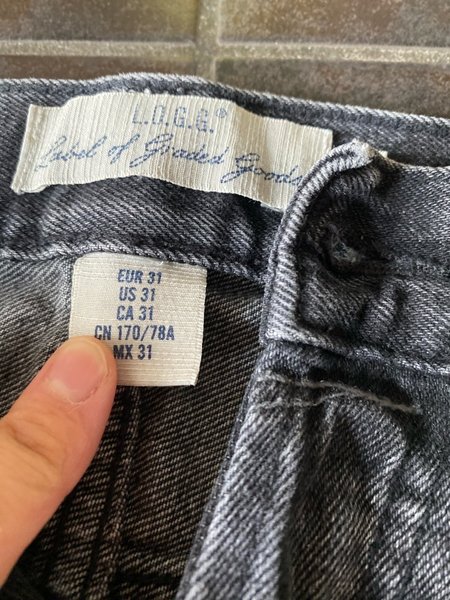 L.O.G.G.®
Label of Graded Goods
EUR 31
US 31
CA 31
CN 170/78A
MX 31